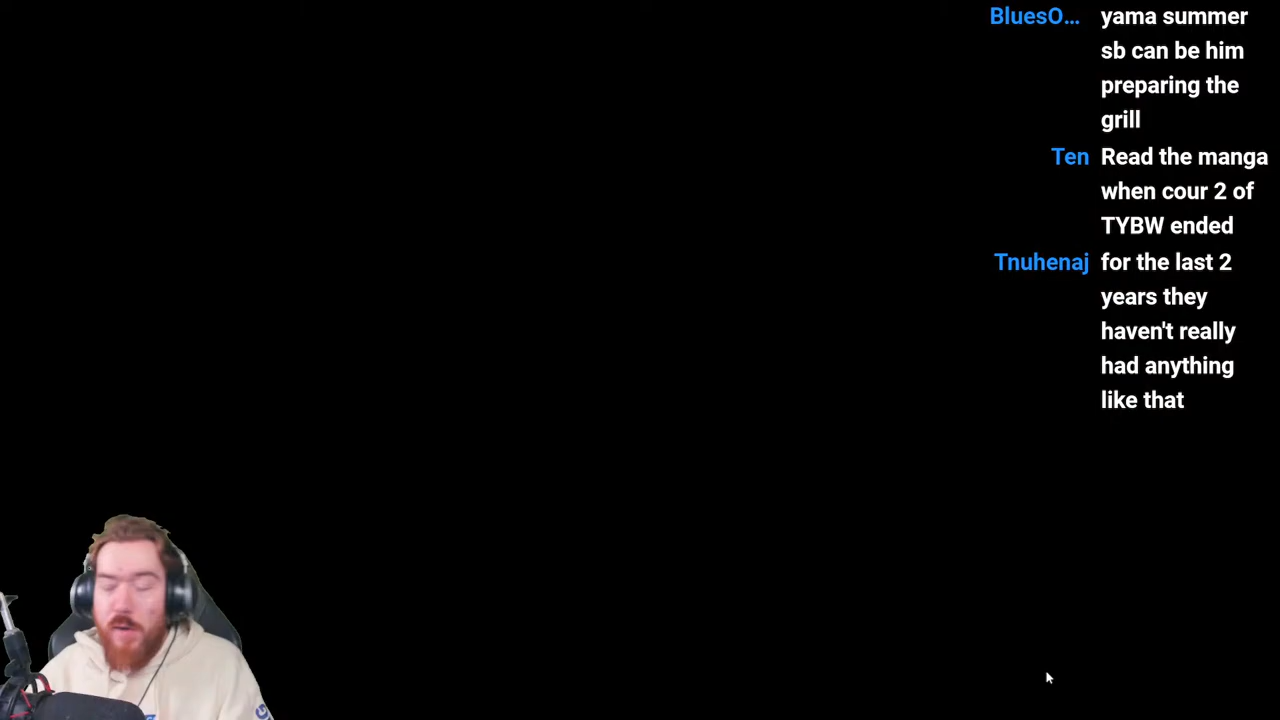 BluesO... yama summer
sb can be him
preparing the
grill
Ten Read the manga
when cour 2 of
TYBW ended
Tnuhenaj for the last 2
years they
haven't really
had anything
like that